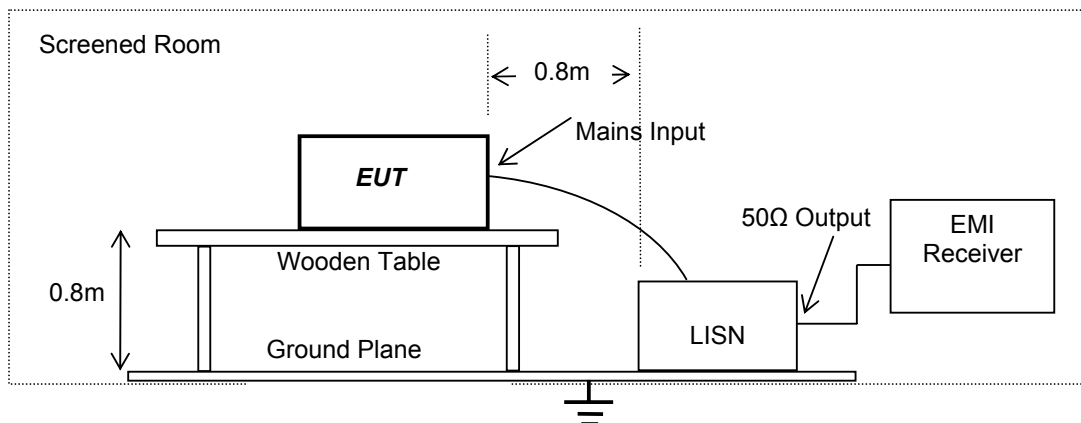 Screened Room
0.8m
Mains Input
EUT
50Ω Output
EMI
Receiver
Wooden Table
0.8m
LISN
Ground Plane